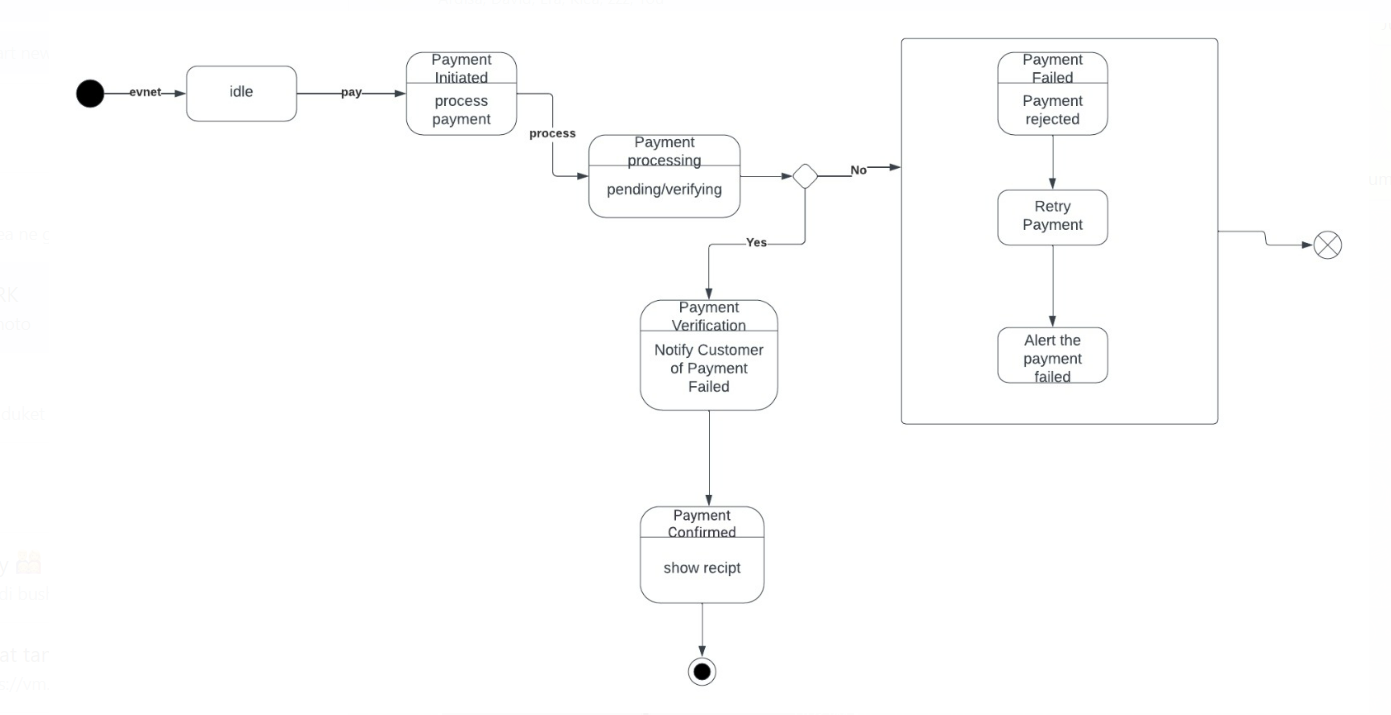 evnet
idle
pay
Payment
Initiated
process
payment
process
Payment
processing
pending/verifying
No
Yes
Payment
Failed
Payment
rejected
Retry
Payment
Alert the
payment
failed
Payment
Verification
Notify Customer
of Payment
Failed
Payment
Confirmed
show recipt